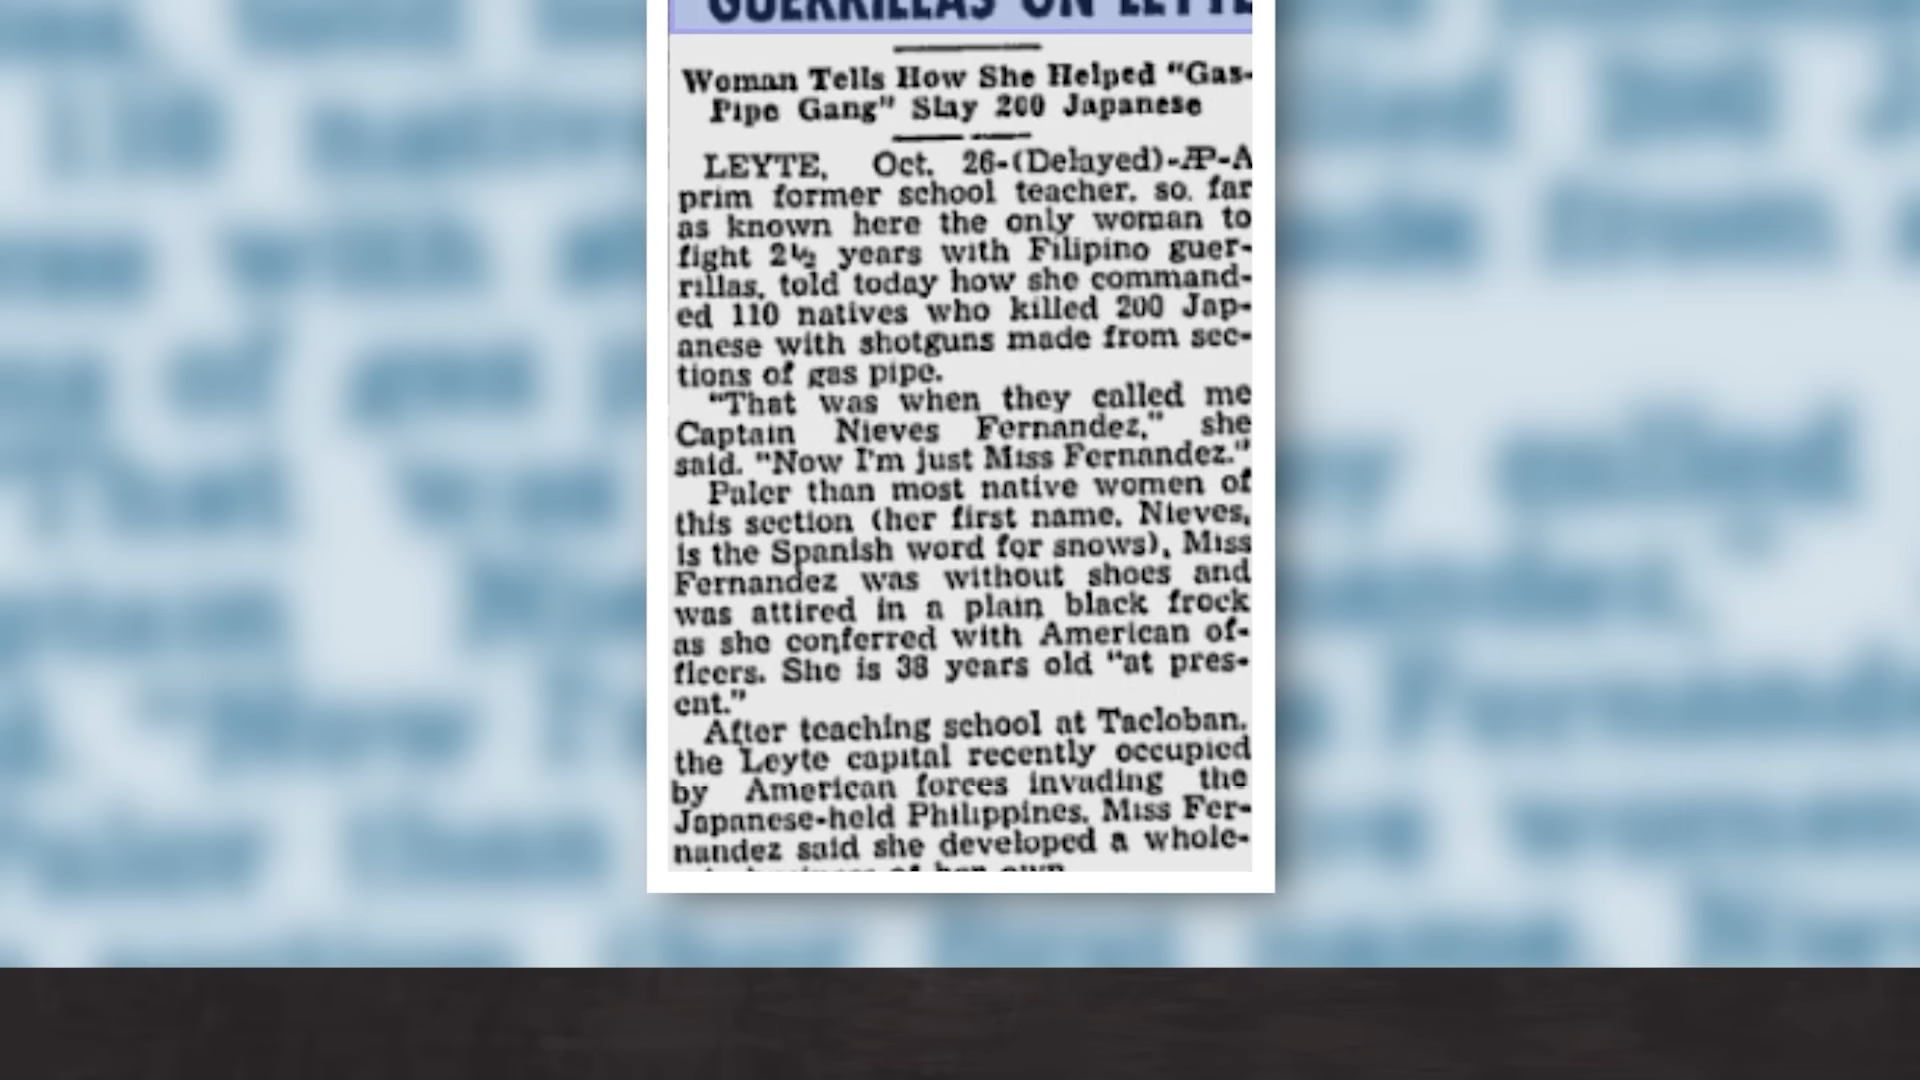 GUERRILLAS ON LEYTE
Woman Tells How She Helped "Gas-
Pipe Gang" Slay 200 Japanese
LEYTE, Oct. 26-(Delayed)-AP-A
prim former school teacher, so far
as known here the only woman to
fight 2½ years with Filipino guer-
rillas, told today how she command-
ed 110 natives who killed 200 Jap-
anese with shotguns made from sec-
tions of gas pipe.
"That was when they called me
Captain Nieves Fernandez," she
said. "Now I'm just Miss Fernandez."
Paler than most native women of
this section (her first name, Nieves,
is the Spanish word for snows), Miss
Fernandez was without shoes and
was attired in a plain black frock
as she conferred with American of-
ficers. She is 38 years old "at pres-
ent."
After teaching school at Tacloban,
the Leyte capital recently occupied
by American forces invading the
Japanese-held Philippines, Miss Fer-
nandez said she developed a whole-
business of her own